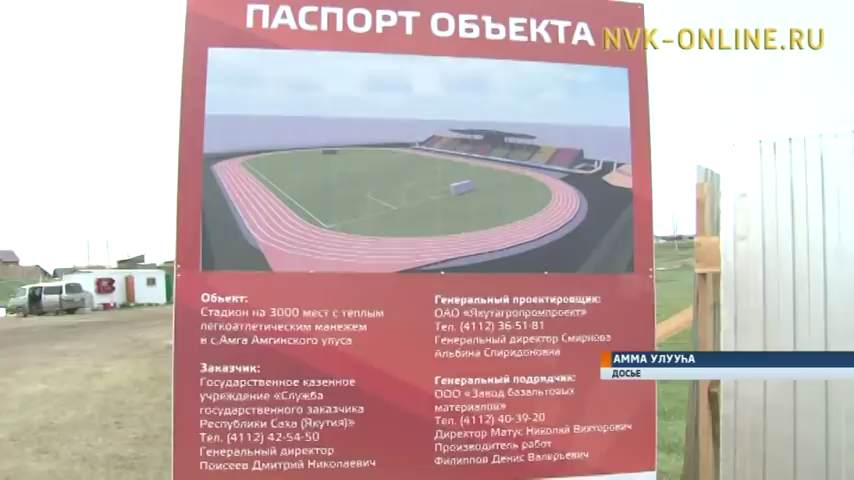 ПАСПОРТ ОБЪЕКТА
NVK-ONLINE.RU
Объект:
Стадион на 3000 мест с теплым
легкоатлетическим манежем
в с.Амга Амгинского улуса
Заказчик:
Государственное казенное
учреждение «Служба
государственного заказчика
Республики Саха (Якутия)»
Тел. (4112) 42-54-50
Генеральный директор
Поисеев Дмитрий Николаевич
Генеральный проектировщик:
ОАО «Якутагропромпроект»
Тел. (4112) 36-51-81
Генеральный директор Смирнова
Альбина Спиридоновна
Генеральный подрядчик:
ООО «Завод базальтовых
материалов»
Тел. (4112) 40-39-20
Директор Матус Николай Викторович
Производитель работ
Филиппов Денис Валерьевич
АММА УЛУУҺА
ДОСЬЕ